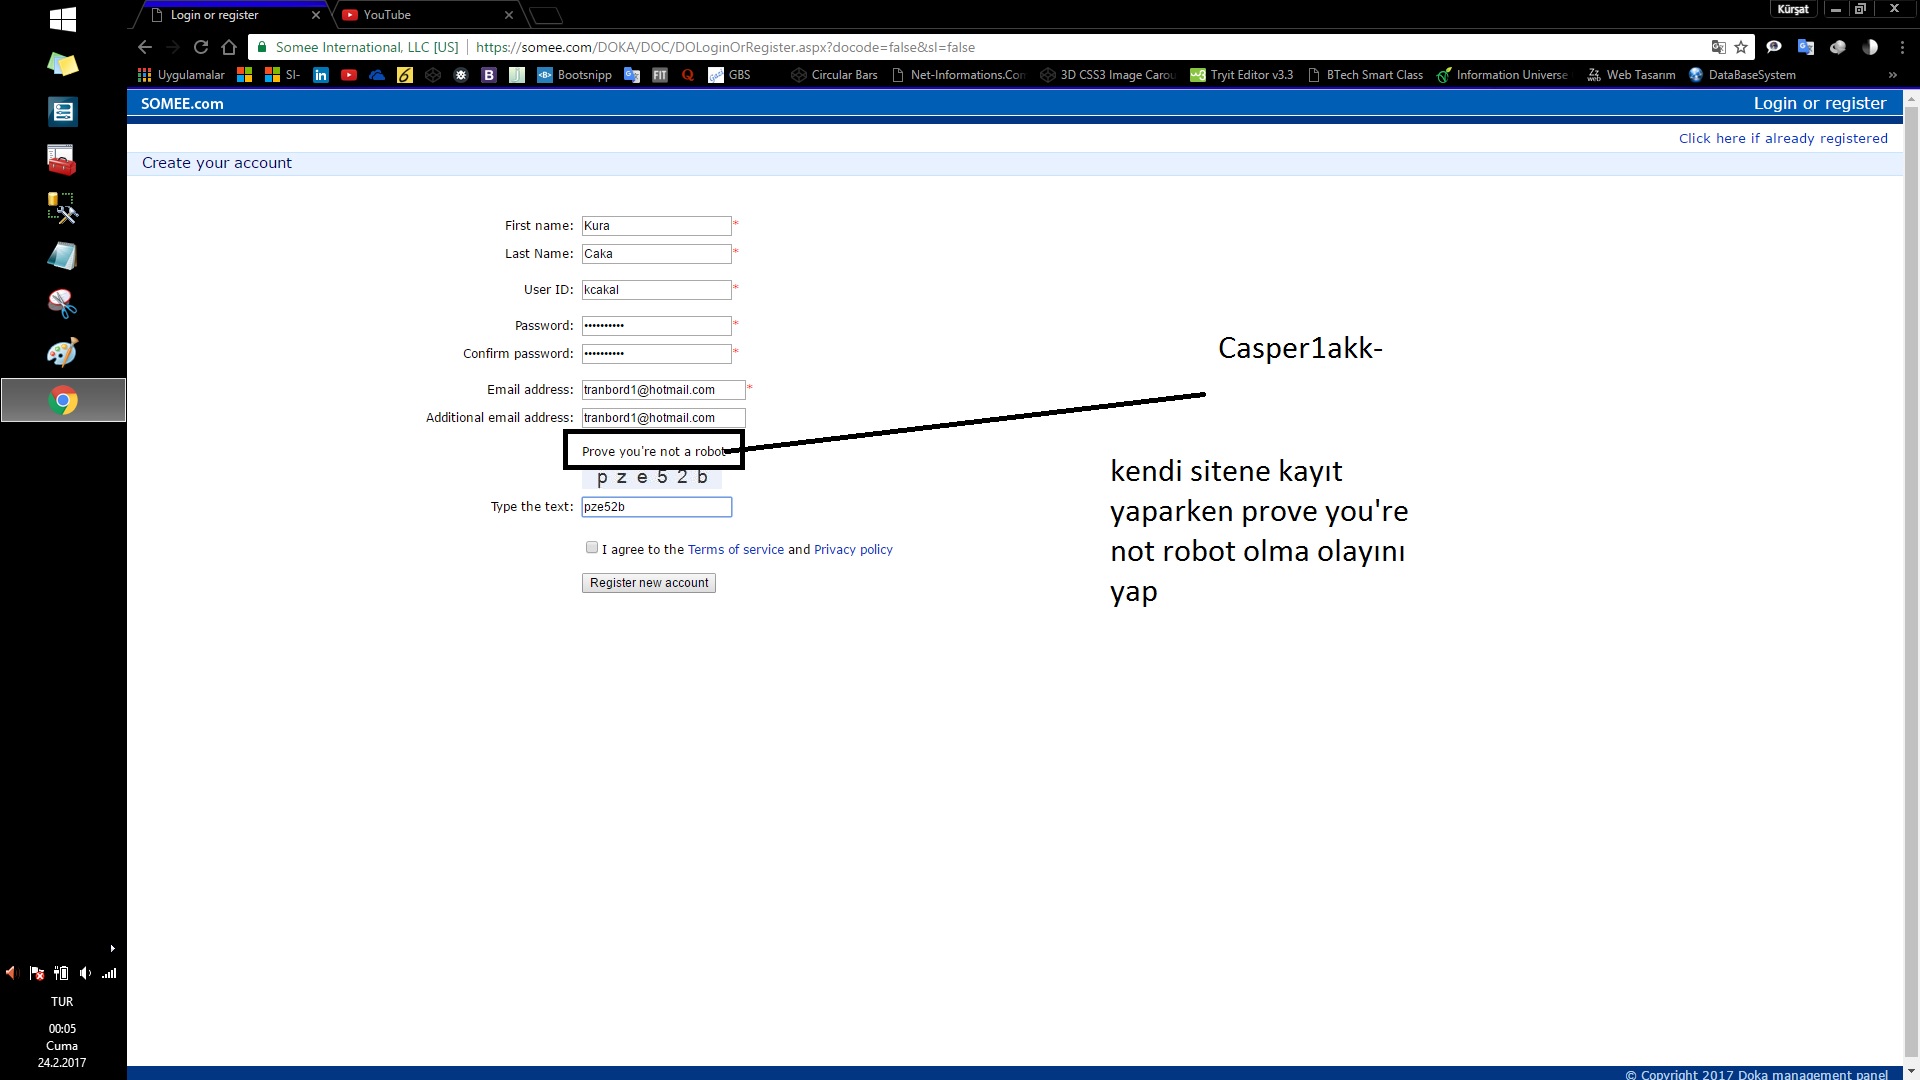 Login or register
YouTube
Kürşat
Somee International, LLC [US]
https://somee.com/DOKA/DOC/DOLoginOrRegister.aspx?docode=false&sl=false
Uygulamalar
SI-
Bootsnipp
FIT
Q
GBS
Circular Bars
Net-Informations.Con
3D CSS3 Image Carou
Tryit Editor v3.3
BTech Smart Class
Information Universe
Web Tasarım
DataBaseSystem
»
SOMEE.com
Login or register
Click here if already registered
Create your account
First name: Kura *
Last Name: Caka *
User ID: kcakal *
Password: •••••••••• *
Confirm password: •••••••••• *
Email address: tranbord1@hotmail.com *
Additional email address: tranbord1@hotmail.com
Prove you're not a robot
p z e 5 2 b
Type the text: pze52b
I agree to the Terms of service and Privacy policy
Register new account
Casper1akk-
kendi sitene kayıt
yaparken prove you're
not robot olma olayını
yap
TUR
00:05
Cuma
24.2.2017
© Copyright 2017 Doka management panel